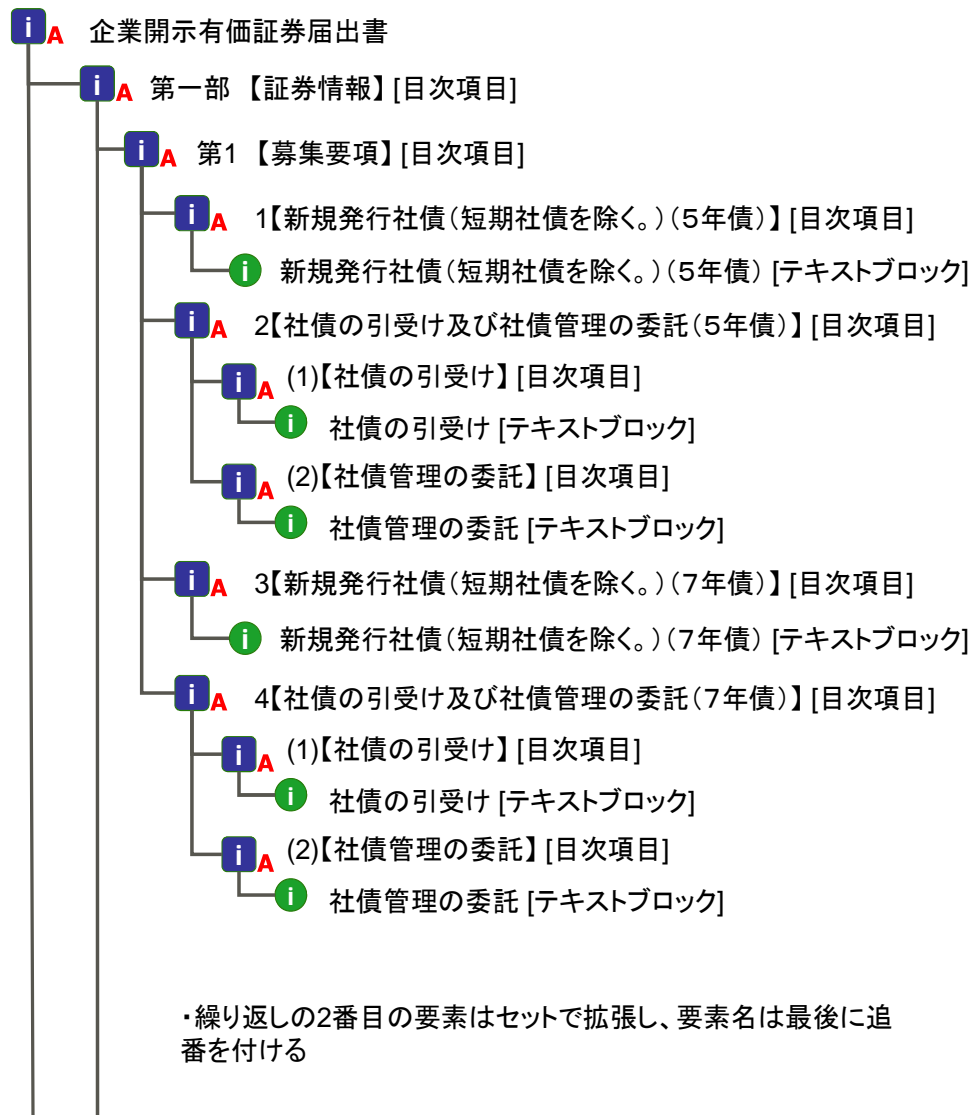 i A 企業開示有価証券届出書
i A 第一部 【証券情報】 [目次項目]
i A 第1 【募集要項】 [目次項目]
i A 1【新規発行社債（短期社債を除く。）（５年債）】 [目次項目]
i 新規発行社債（短期社債を除く。）（５年債） [テキストブロック]
i A 2【社債の引受け及び社債管理の委託（５年債）】 [目次項目]
i A (1)【社債の引受け】 [目次項目]
i 社債の引受け [テキストブロック]
i A (2)【社債管理の委託】 [目次項目]
i 社債管理の委託 [テキストブロック]
i A 3【新規発行社債（短期社債を除く。）（７年債）】 [目次項目]
i 新規発行社債（短期社債を除く。）（７年債） [テキストブロック]
i A 4【社債の引受け及び社債管理の委託（７年債）】 [目次項目]
i A (1)【社債の引受け】 [目次項目]
i 社債の引受け [テキストブロック]
i A (2)【社債管理の委託】 [目次項目]
i 社債管理の委託 [テキストブロック]
・繰り返しの2番目の要素はセットで拡張し、要素名は最後に追
番を付ける